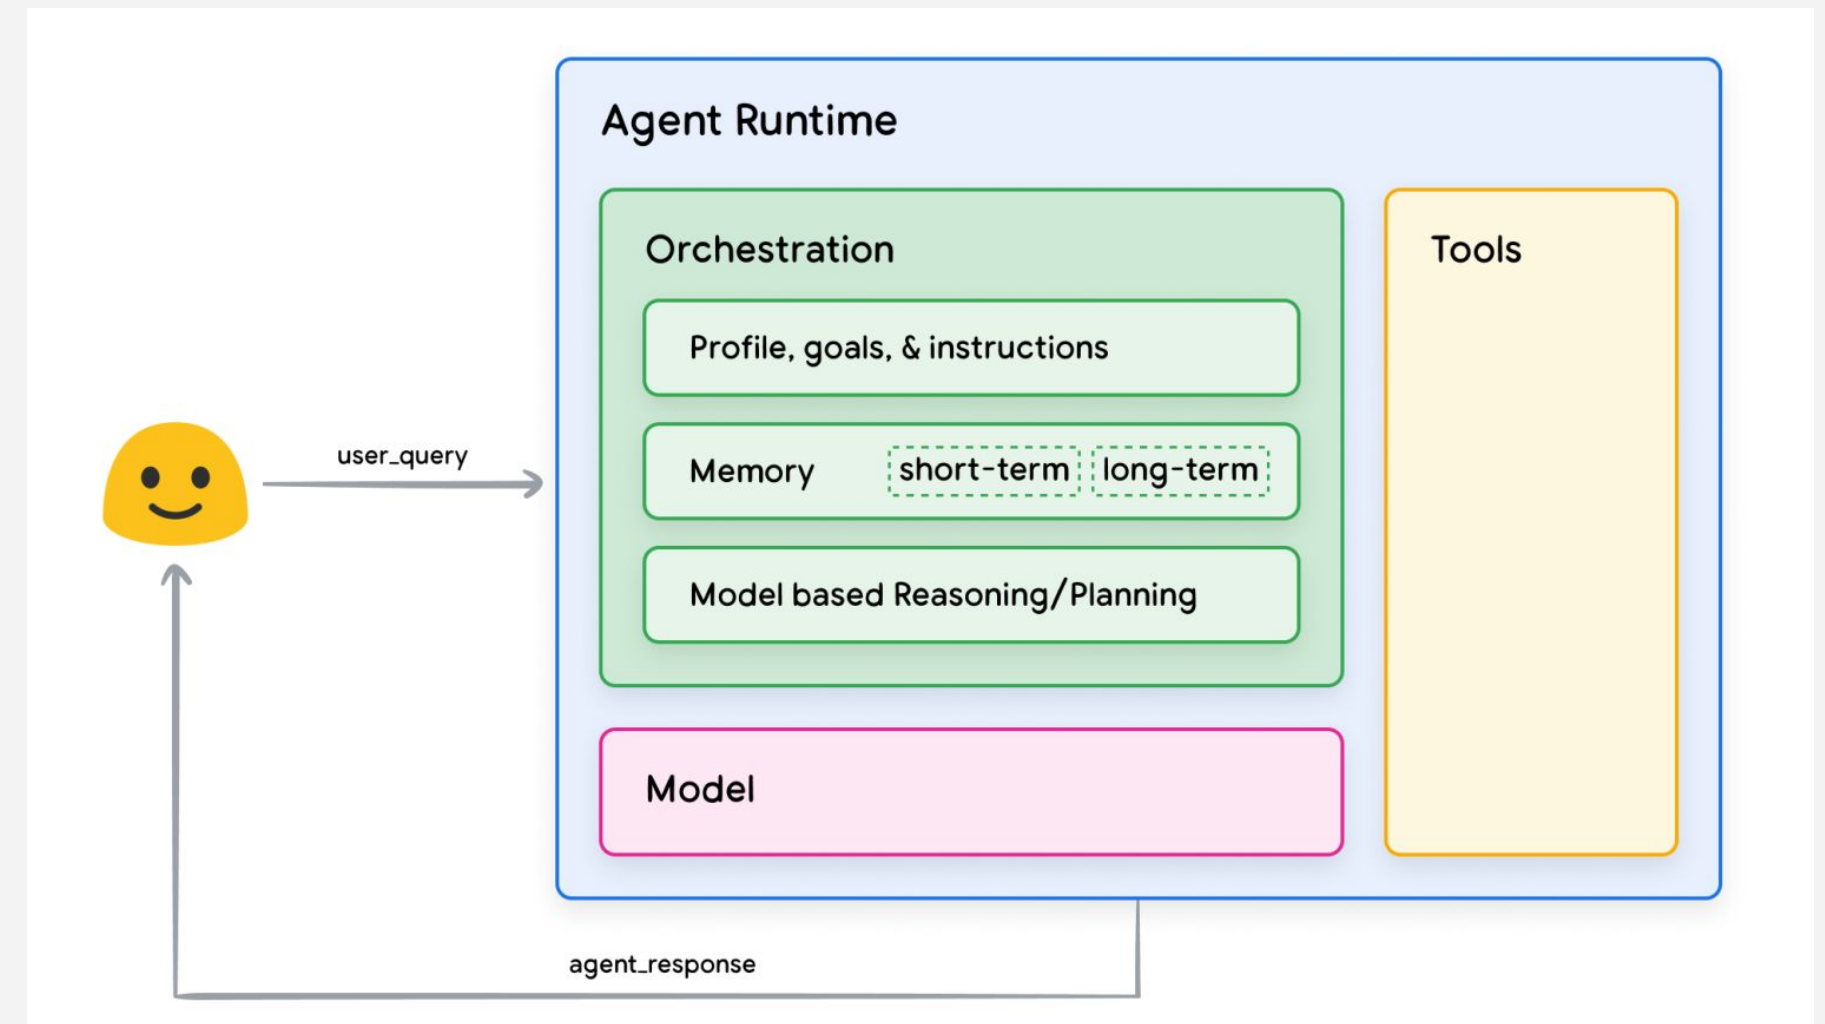 Agent Runtime
Orchestration
Tools
Profile, goals, & instructions
user_query
Memory short-term long-term
Model based Reasoning/Planning
Model
agent_response